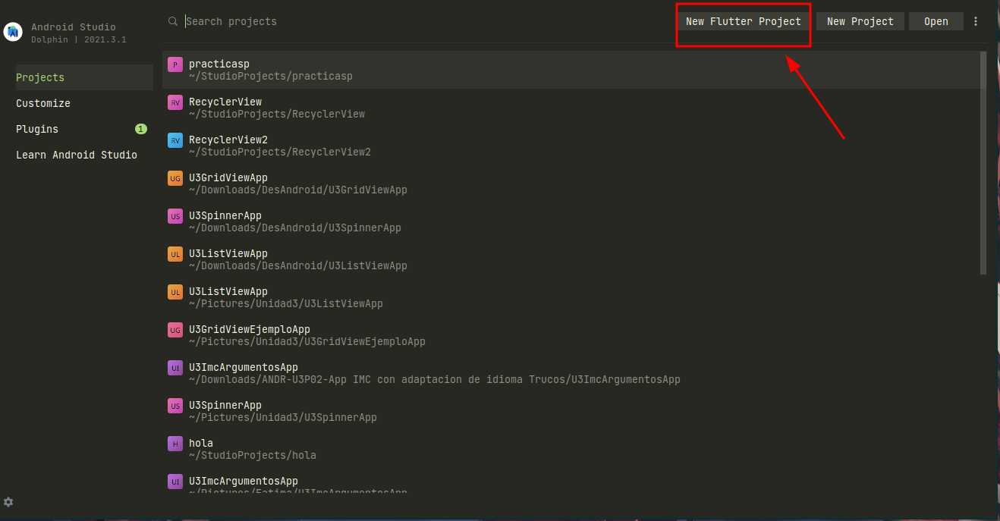 Android Studio
Dolphin | 2021.3.1
Search projects
New Flutter Project
New Project
Open
Projects
Customize
Plugins
1
Learn Android Studio
P
practicasp
~/StudioProjects/practicasp
RV
RecyclerView
~/StudioProjects/RecyclerView
RV
RecyclerView2
~/StudioProjects/RecyclerView2
UG
U3GridViewApp
~/Downloads/DesAndroid/U3GridViewApp
US
U3SpinnerApp
~/Downloads/DesAndroid/U3SpinnerApp
UL
U3ListViewApp
~/Downloads/DesAndroid/U3ListViewApp
UL
U3ListViewApp
~/Pictures/Unidad3/U3ListViewApp
UG
U3GridViewEjemploApp
~/Pictures/Unidad3/U3GridViewEjemploApp
UI
U3ImcArgumentosApp
~/Downloads/ANDR-U3P02-App IMC con adaptacion de idioma Trucos/U3ImcArgumentosApp
US
U3SpinnerApp
~/Pictures/Unidad3/U3SpinnerApp
H
hola
~/StudioProjects/hola
UI
U3ImcArgumentosApp
~/Pictures/Fatima/U3ImcArgumentosApp